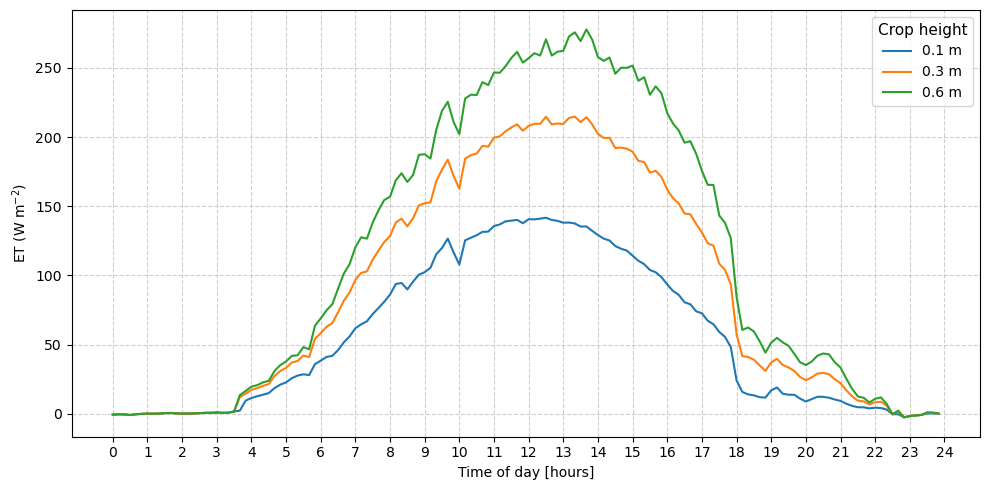 Crop height
0.1 m
0.3 m
0.6 m
ET (W m⁻²)
250
200
150
100
50
0
0 1 2 3 4 5 6 7 8 9 10 11 12 13 14 15 16 17 18 19 20 21 22 23 24
Time of day [hours]